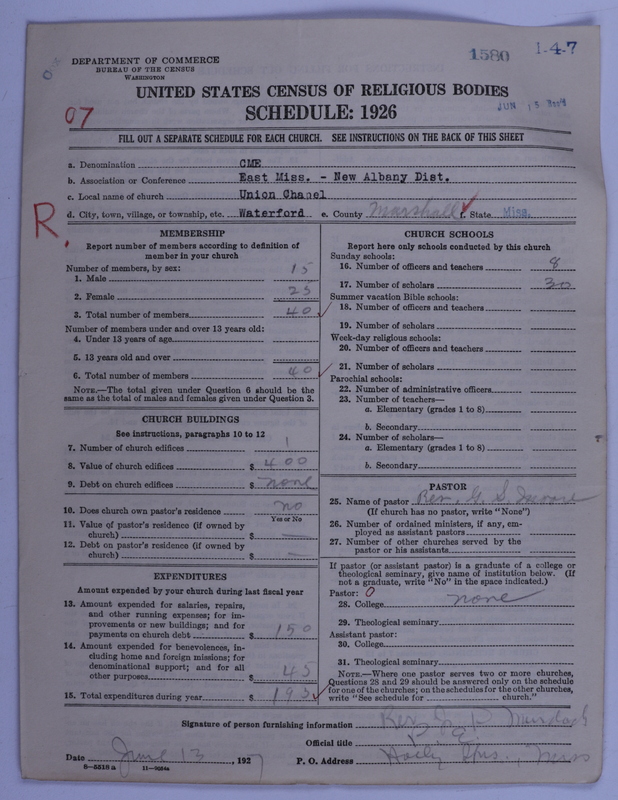 1580 1-4-7
DEPARTMENT OF COMMERCE
BUREAU OF THE CENSUS
WASHINGTON
UNITED STATES CENSUS OF RELIGIOUS BODIES
JUN 15
07
SCHEDULE: 1926
FILL OUT A SEPARATE SCHEDULE FOR EACH CHURCH. SEE INSTRUCTIONS ON THE BACK OF THIS SHEET
a. Denomination CME
b. Association or Conference East Miss. - New Albany Dist.
c. Local name of church Union Chapel
d. City, town, village, or township, etc. Waterford e. County Marshall f. State Miss.
R.
MEMBERSHIP
Report number of members according to definition of
member in your church
Number of members, by sex:
1. Male 15
2. Female 25
3. Total number of members 40
Number of members under and over 13 years old:
4. Under 13 years of age
5. 13 years old and over
6. Total number of members 40
NOTE.—The total given under Question 6 should be the
same as the total of males and females given under Question 3.
CHURCH BUILDINGS
See instructions, paragraphs 10 to 12
7. Number of church edifices 1
8. Value of church edifices $ 400
9. Debt on church edifices $ none
10. Does church own pastor's residence no
Yes or No
11. Value of pastor's residence (if owned by
church) $ —
12. Debt on pastor's residence (if owned by
church) $ —
EXPENDITURES
Amount expended by your church during last fiscal year
13. Amount expended for salaries, repairs,
and other running expenses; for im-
provements or new buildings; and for
payments on church debt $ 150
14. Amount expended for benevolences, in-
cluding home and foreign missions; for
denominational support; and for all
other purposes $ 45
15. Total expenditures during year $ 195
CHURCH SCHOOLS
Report here only schools conducted by this church
Sunday schools:
16. Number of officers and teachers 8
17. Number of scholars 30
Summer vacation Bible schools:
18. Number of officers and teachers
19. Number of scholars
Week-day religious schools:
20. Number of officers and teachers
21. Number of scholars
Parochial schools:
22. Number of administrative officers
23. Number of teachers—
a. Elementary (grades 1 to 8)
b. Secondary
24. Number of scholars—
a. Elementary (grades 1 to 8)
b. Secondary
PASTOR
25. Name of pastor Rev. G. S.
(If church has no pastor, write "None")
26. Number of ordained ministers, if any, em-
ployed as assistant pastors
27. Number of other churches served by the
pastor or his assistants
If pastor (or assistant pastor) is a graduate of a college or
theological seminary, give name of institution below. (If
not a graduate, write "No" in the space indicated.)
Pastor: 0
28. College none
29. Theological seminary
Assistant pastor:
30. College
31. Theological seminary
NOTE.—Where one pastor serves two or more churches,
Questions 28 and 29 should be answered only on the schedule
for one of the churches; on the schedules for the other churches,
write "See schedule for church."
Signature of person furnishing information Rev. P. Murdock
Official title P. E.
Date June 13, 1927 P. O. Address Holly Spgs., Miss
8—5518 a